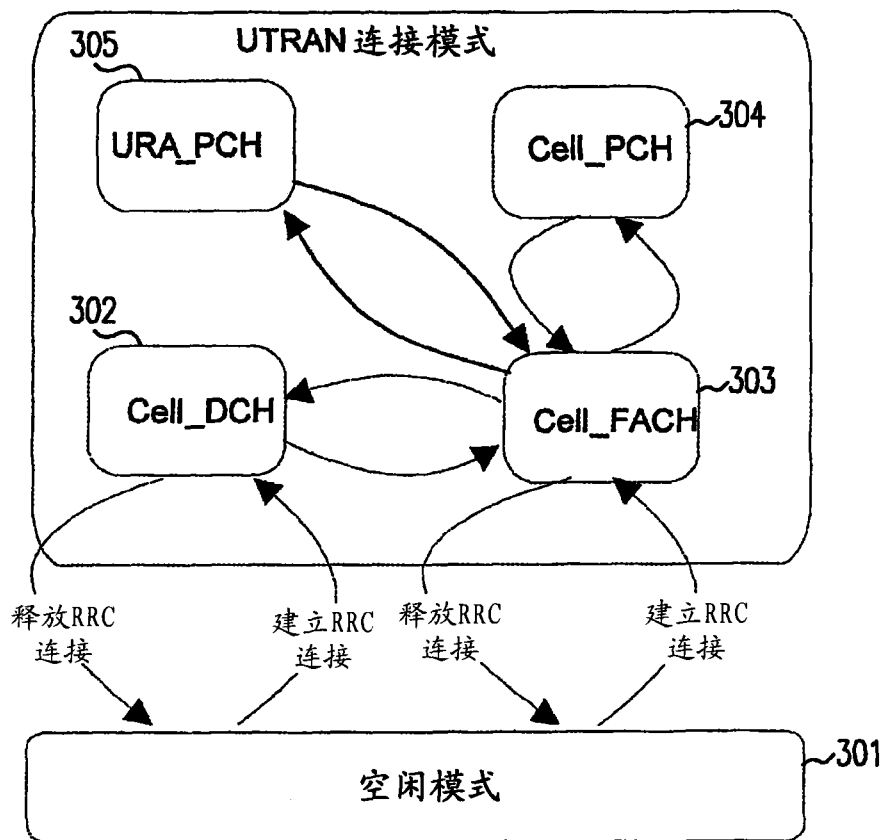 UTRAN 连接模式
305
URA_PCH
304
Cell_PCH
302
Cell_DCH
303
Cell_FACH
释放RRC
连接
建立RRC
连接
释放RRC
连接
建立RRC
连接
301
空闲模式